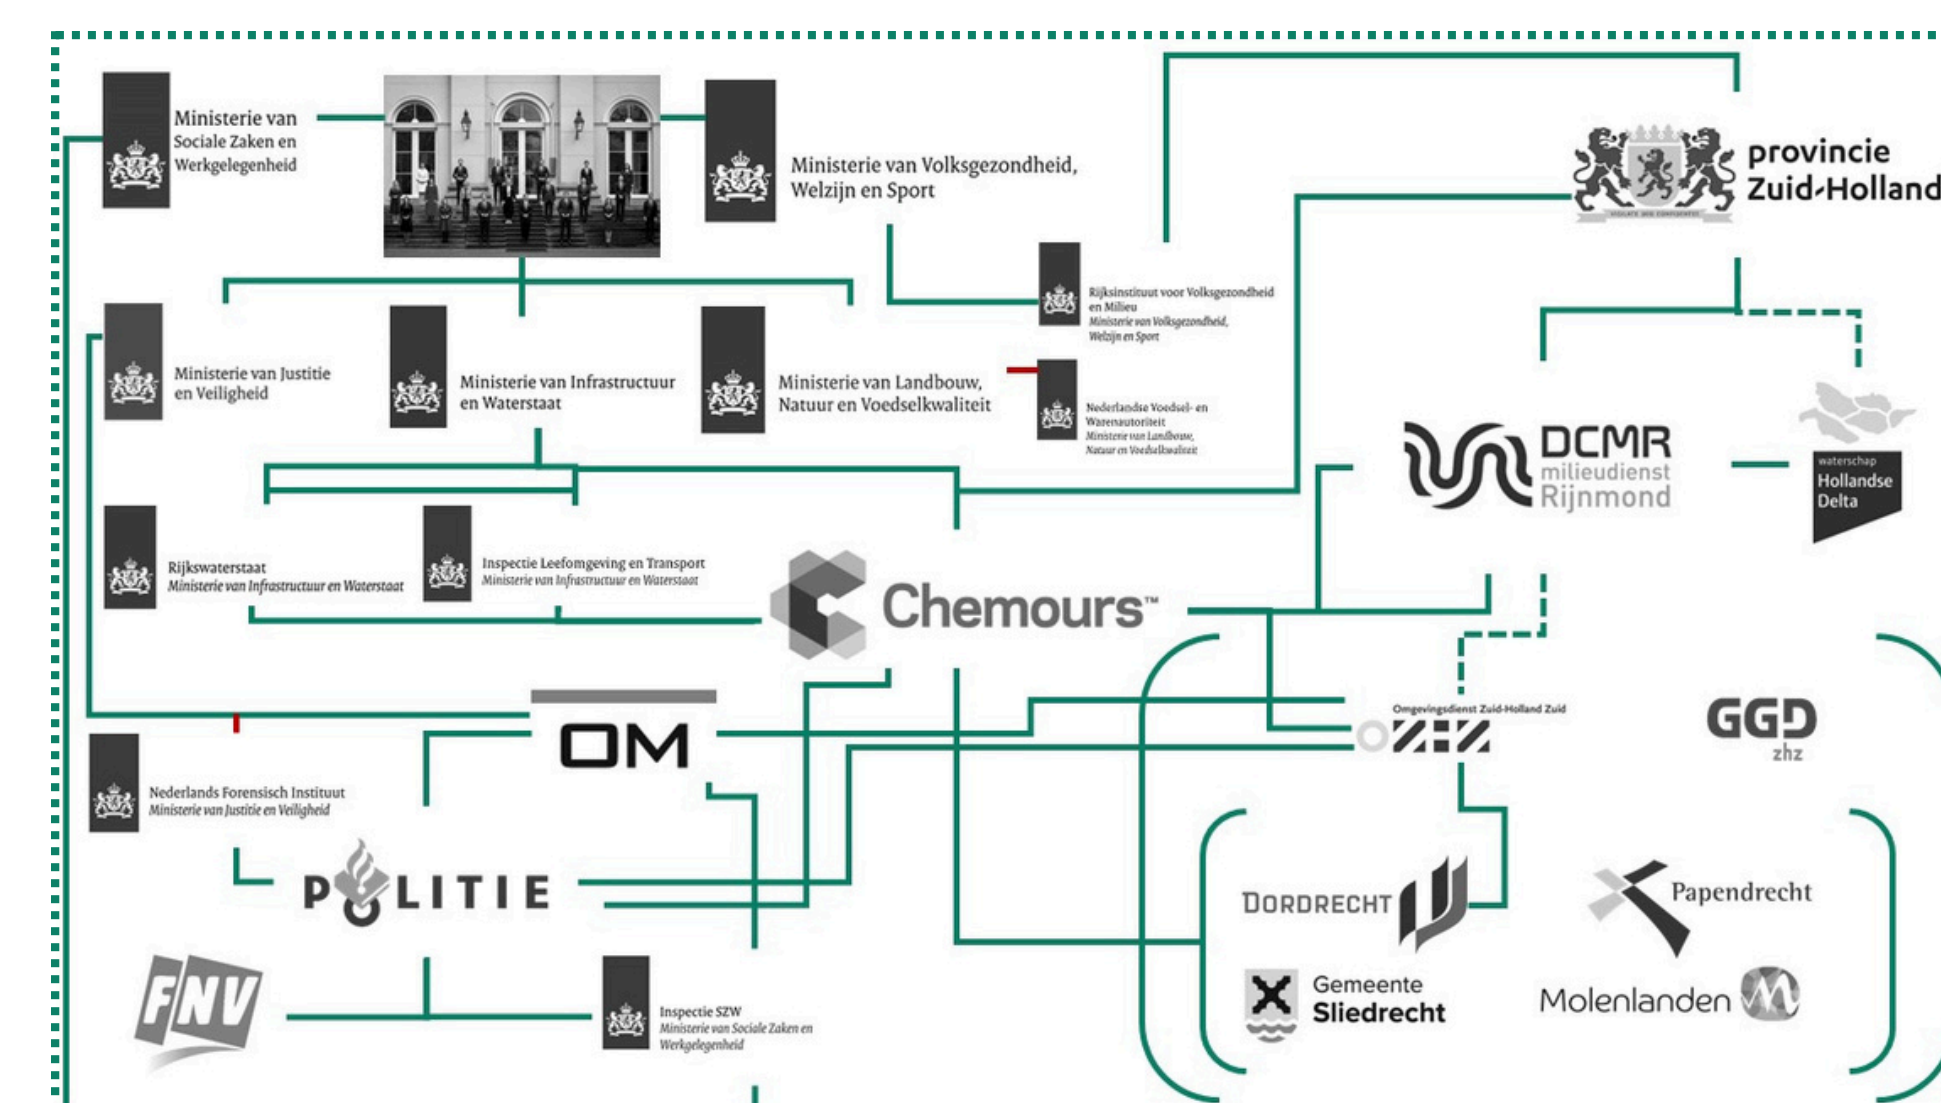 Ministerie van
Sociale Zaken en
Werkgelegenheid
Ministerie van Volksgezondheid,
Welzijn en Sport
provincie
Zuid-Holland
Rijksinstituut voor Volksgezondheid
en Milieu
Ministerie van Volksgezondheid,
Welzijn en Sport
Ministerie van Justitie
en Veiligheid
Ministerie van Infrastructuur
en Waterstaat
Ministerie van Landbouw,
Natuur en Voedselkwaliteit
Nederlandse Voedsel- en
Warenautoriteit
Ministerie van Landbouw,
Natuur en Voedselkwaliteit
DCMR
milieudienst
Rijnmond
waterschap
Hollandse
Delta
Rijkswaterstaat
Ministerie van Infrastructuur en Waterstaat
Inspectie Leefomgeving en Transport
Ministerie van Infrastructuur en Waterstaat
Chemours™
OM
Omgevingsdienst Zuid-Holland Zuid
OZHZ
GGD
zhz
Nederlands Forensisch Instituut
Ministerie van Justitie en Veiligheid
POLITIE
DORDRECHT
Papendrecht
FNV
Inspectie SZW
Ministerie van Sociale Zaken en
Werkgelegenheid
Gemeente
Sliedrecht
Molenlanden